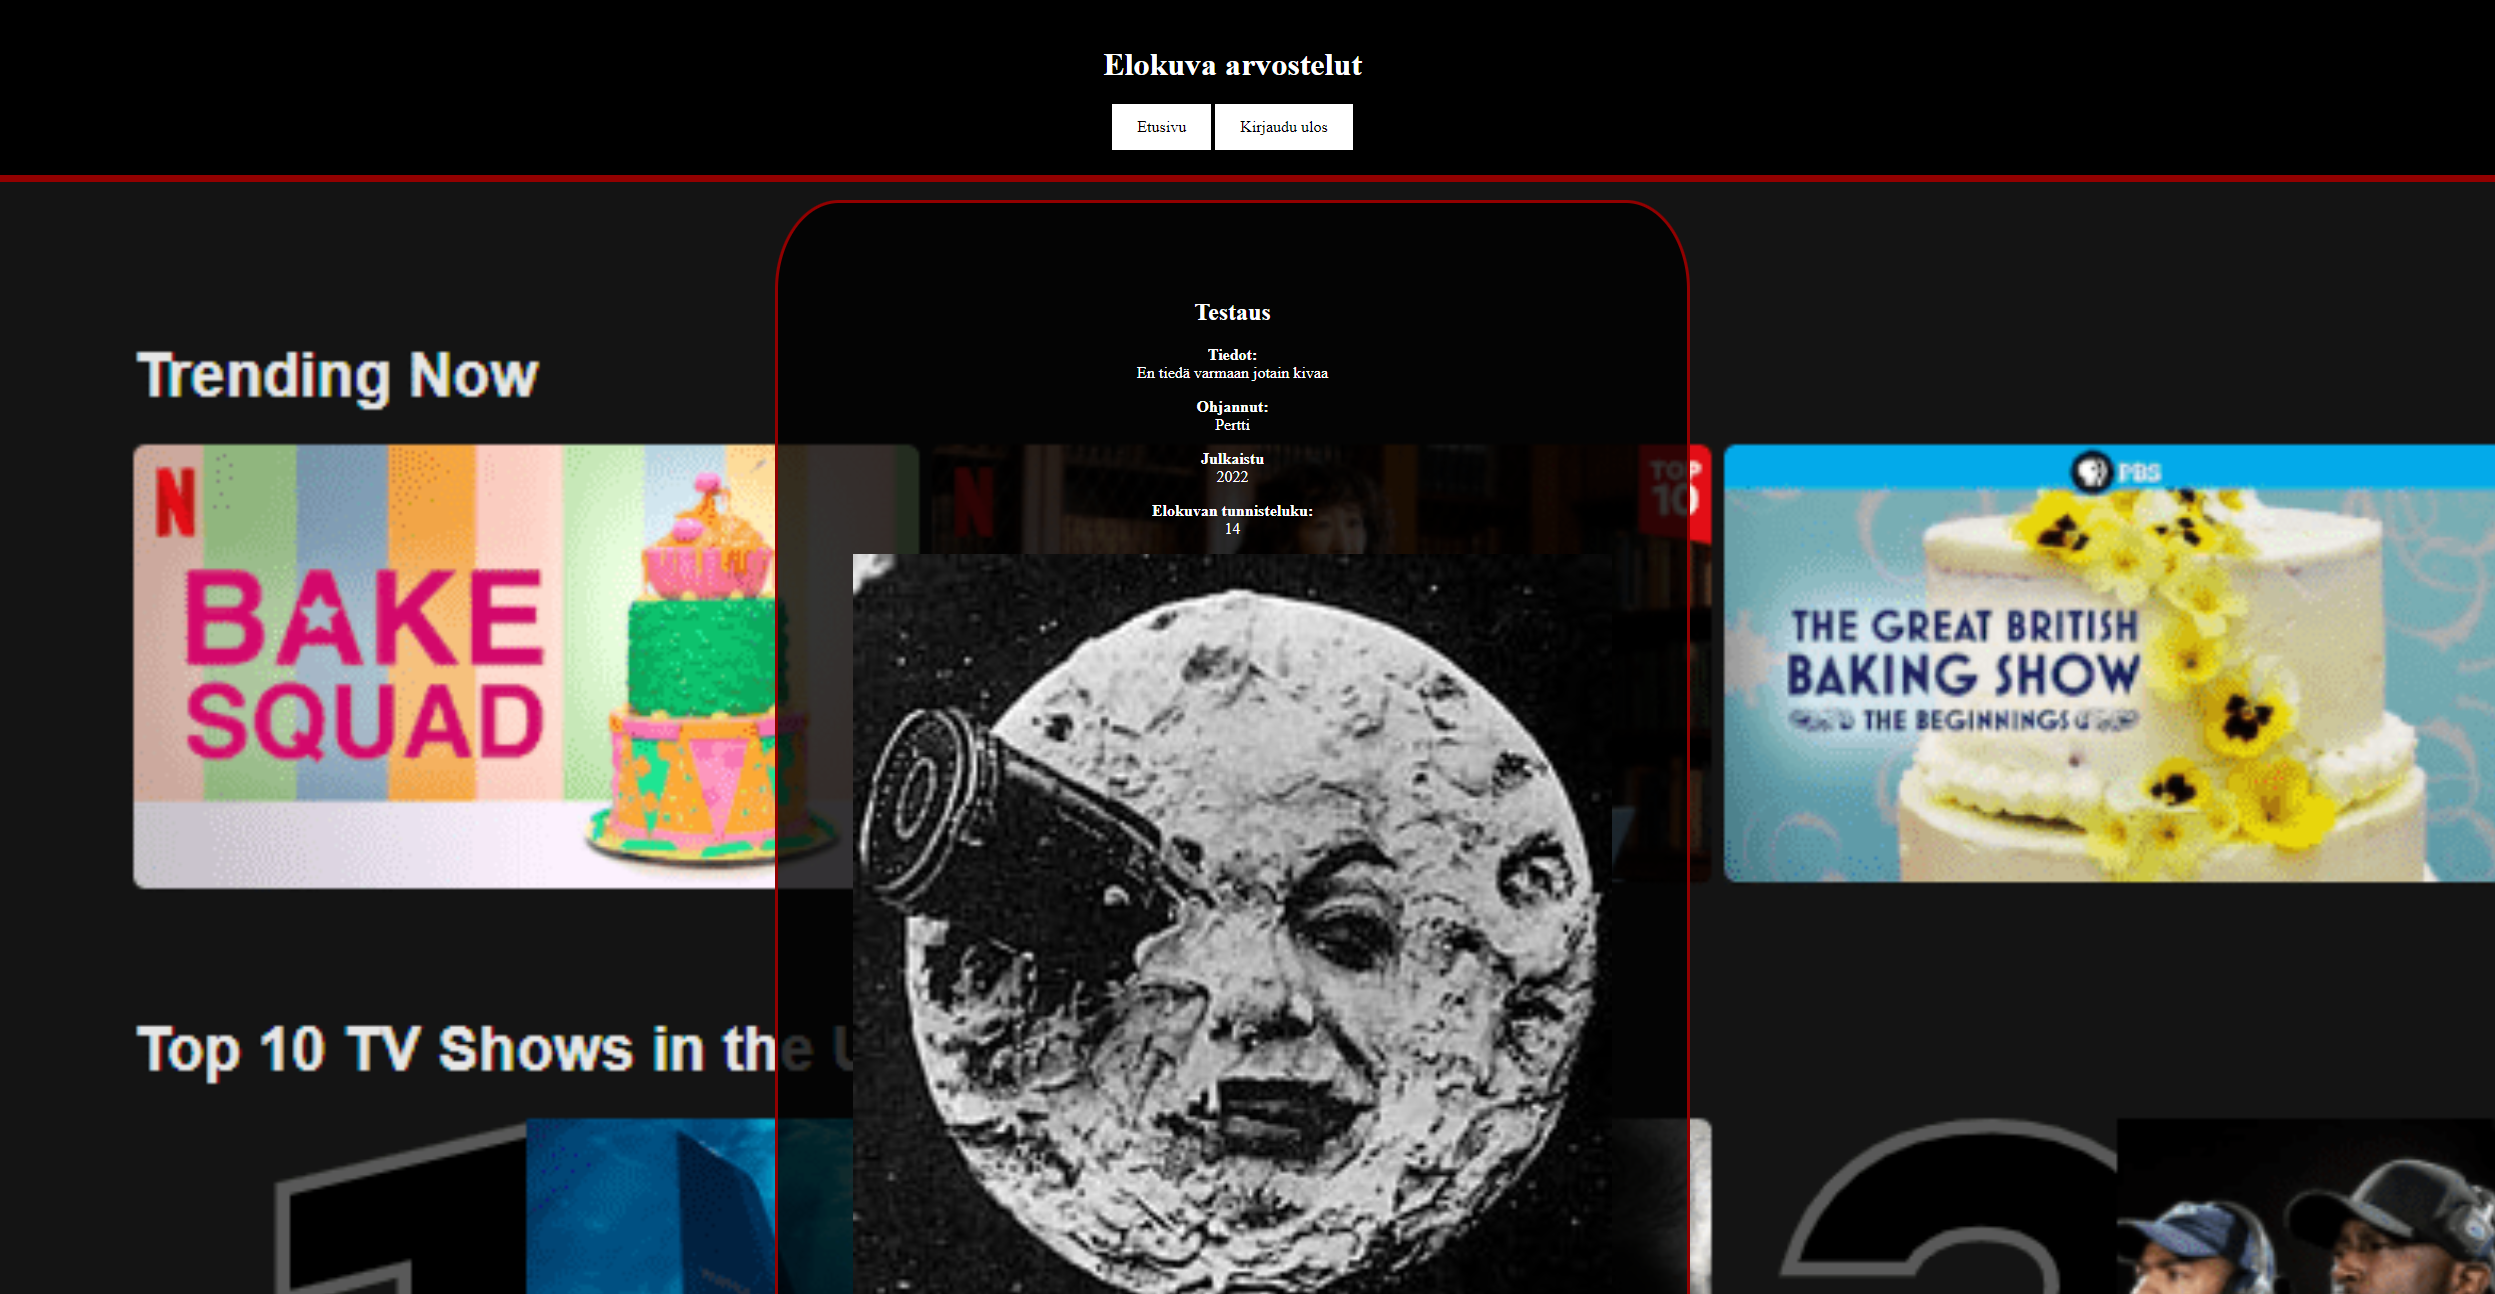 Elokuva arvostelut
Etusivu
Kirjaudu ulos
Testaus
Tiedot:
En tiedä varmaan jotain kivaa
Ohjannut:
Pertti
Julkaistu
2022
Elokuvan tunnisteluku:
14
Trending Now
N
BAKE
SQUAD
N
TOP
10
PBS
THE GREAT BRITISH
BAKING SHOW
THE BEGINNINGS
Top 10 TV Shows in the U
1